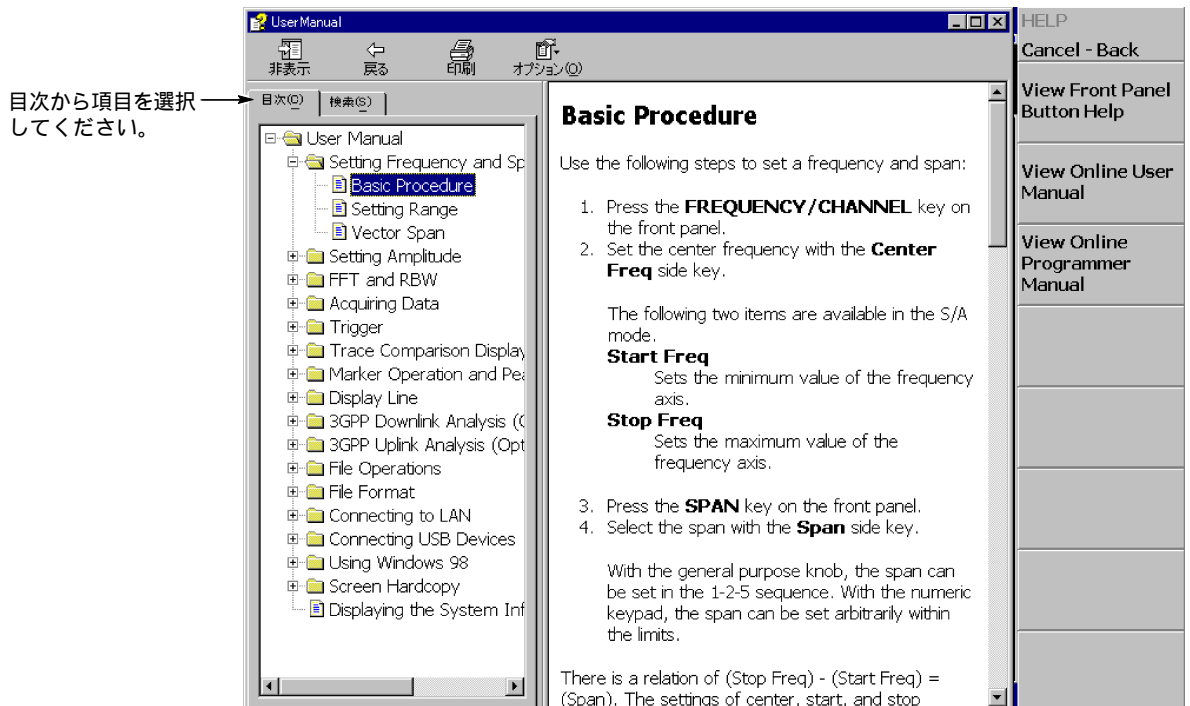 目次から項目を選択
してください。
User Manual
非表示
戻る
印刷
オプション(O)
目次(C)
検索(S)
User Manual
Setting Frequency and Sp
Basic Procedure
Setting Range
Vector Span
Setting Amplitude
FFT and RBW
Acquiring Data
Trigger
Trace Comparison Display
Marker Operation and Pea
Display Line
3GPP Downlink Analysis (O
3GPP Uplink Analysis (Opt
File Operations
File Format
Connecting to LAN
Connecting USB Devices
Using Windows 98
Screen Hardcopy
Displaying the System Inf
Basic Procedure
Use the following steps to set a frequency and span:
1. Press the FREQUENCY/CHANNEL key on
the front panel.
2. Set the center frequency with the Center
Freq side key.
The following two items are available in the S/A
mode.
Start Freq
Sets the minimum value of the frequency
axis.
Stop Freq
Sets the maximum value of the
frequency axis.
3. Press the SPAN key on the front panel.
4. Select the span with the Span side key.
With the general purpose knob, the span can
be set in the 1-2-5 sequence. With the numeric
keypad, the span can be set arbitrarily within
the limits.
There is a relation of (Stop Freq) - (Start Freq) =
(Span). The settings of center, start, and stop
HELP
Cancel - Back
View Front Panel
Button Help
View Online User
Manual
View Online
Programmer
Manual